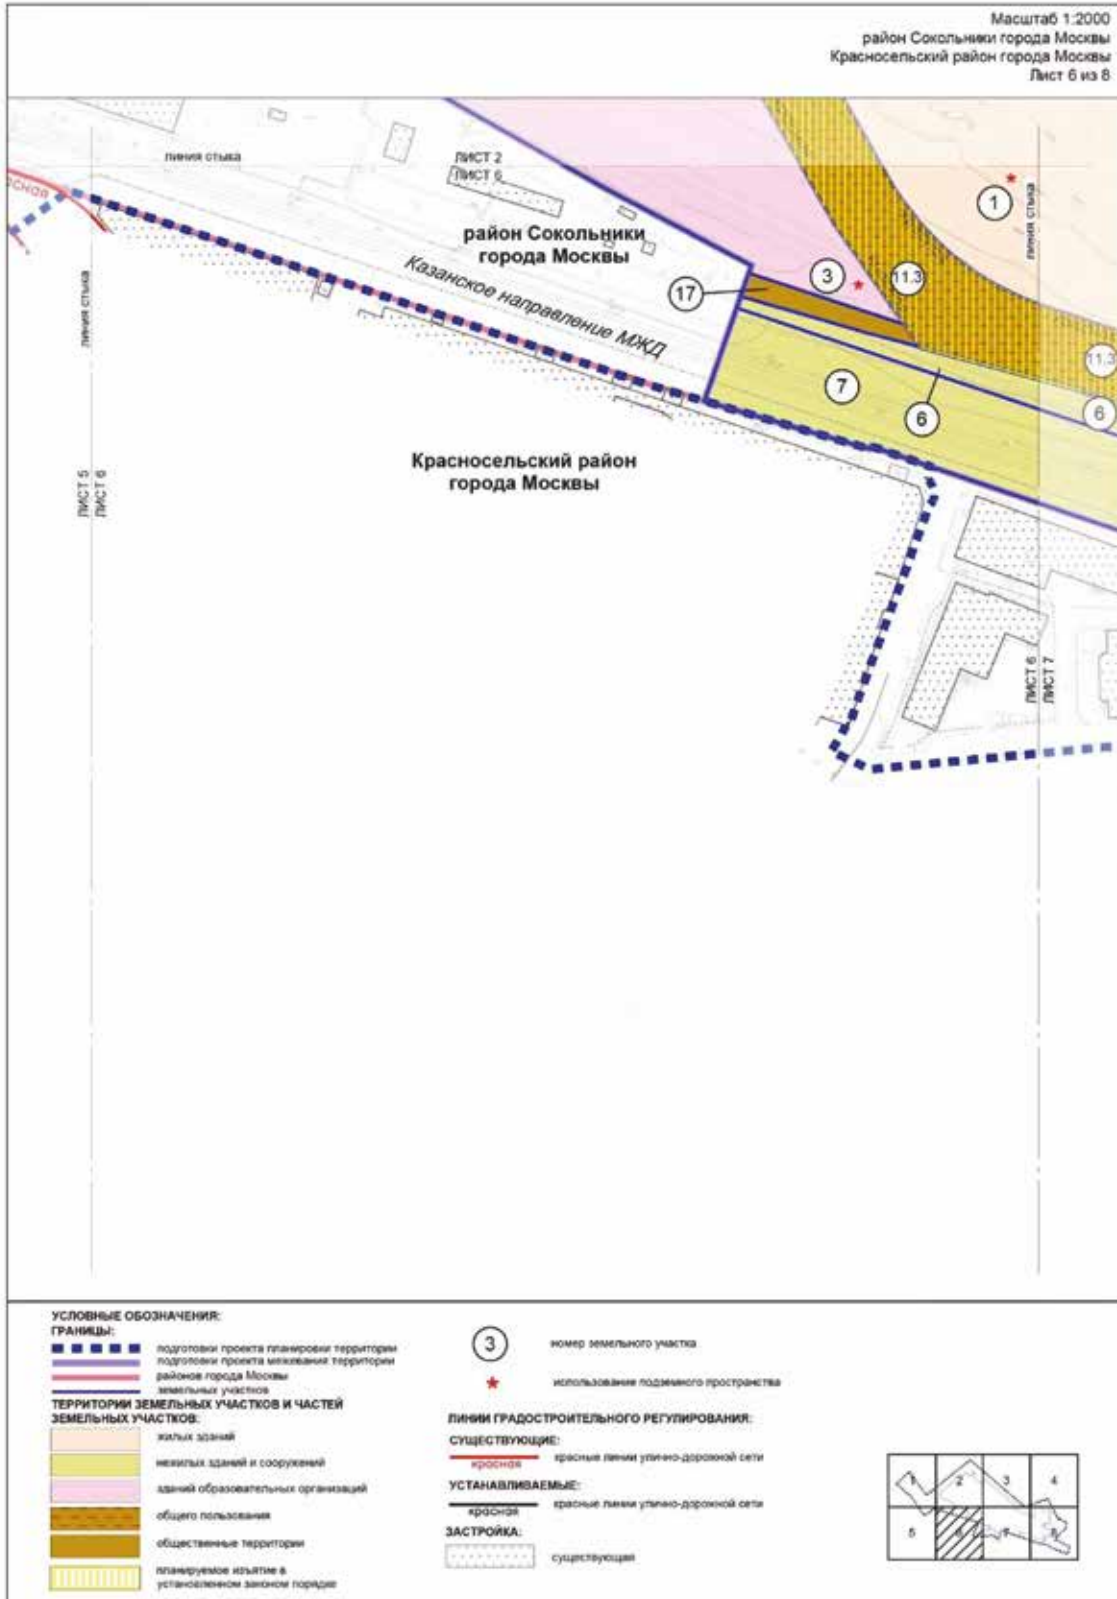 Масштаб 1:2000
район Сокольники города Москвы
Красносельский район города Москвы
Лист 6 из 8
линия стыка
ЛИСТ 2
ЛИСТ 6
1
линия стыка
район Сокольники
города Москвы
Казанское направление МЖД
3
11.3
17
линия стыка
11.3
7
6
6
Красносельский район
города Москвы
ЛИСТ 5
ЛИСТ 6
ЛИСТ 6
ЛИСТ 7
УСЛОВНЫЕ ОБОЗНАЧЕНИЯ:
ГРАНИЦЫ:
подготовки проекта планировки территории
подготовки проекта межевания территории
районов города Москвы
земельных участков
ТЕРРИТОРИИ ЗЕМЕЛЬНЫХ УЧАСТКОВ И ЧАСТЕЙ
ЗЕМЕЛЬНЫХ УЧАСТКОВ:
жилых зданий
нежилых зданий и сооружений
зданий образовательных организаций
общего пользования
общественные территории
планируемое изъятие в
установленном законом порядке
3
номер земельного участка
использование подземного пространства
ЛИНИИ ГРАДОСТРОИТЕЛЬНОГО РЕГУЛИРОВАНИЯ:
СУЩЕСТВУЮЩИЕ:
красная
красные линии улично-дорожной сети
УСТАНАВЛИВАЕМЫЕ:
красная
красные линии улично-дорожной сети
ЗАСТРОЙКА:
существующая
1 2 3 4
5 6 7 8